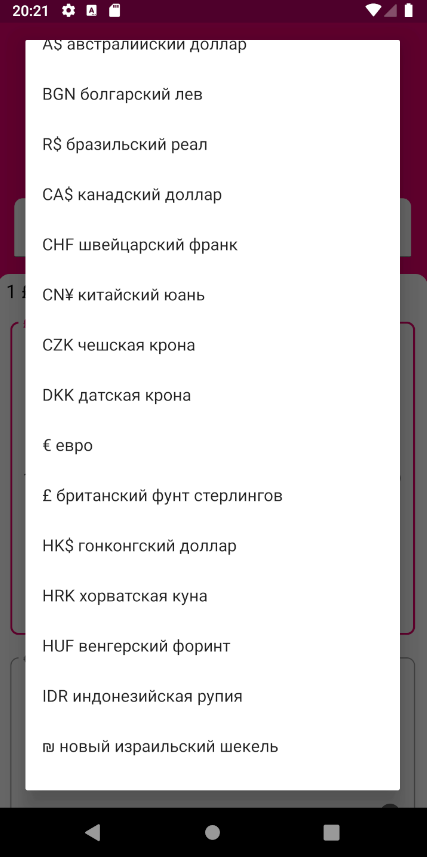 20:21
A$ австралийский доллар
BGN болгарский лев
R$ бразильский реал
CA$ канадский доллар
CHF швейцарский франк
CN¥ китайский юань
CZK чешская крона
DKK датская крона
€ евро
£ британский фунт стерлингов
HK$ гонконгский доллар
HRK хорватская куна
HUF венгерский форинт
IDR индонезийская рупия
₪ новый израильский шекель
1